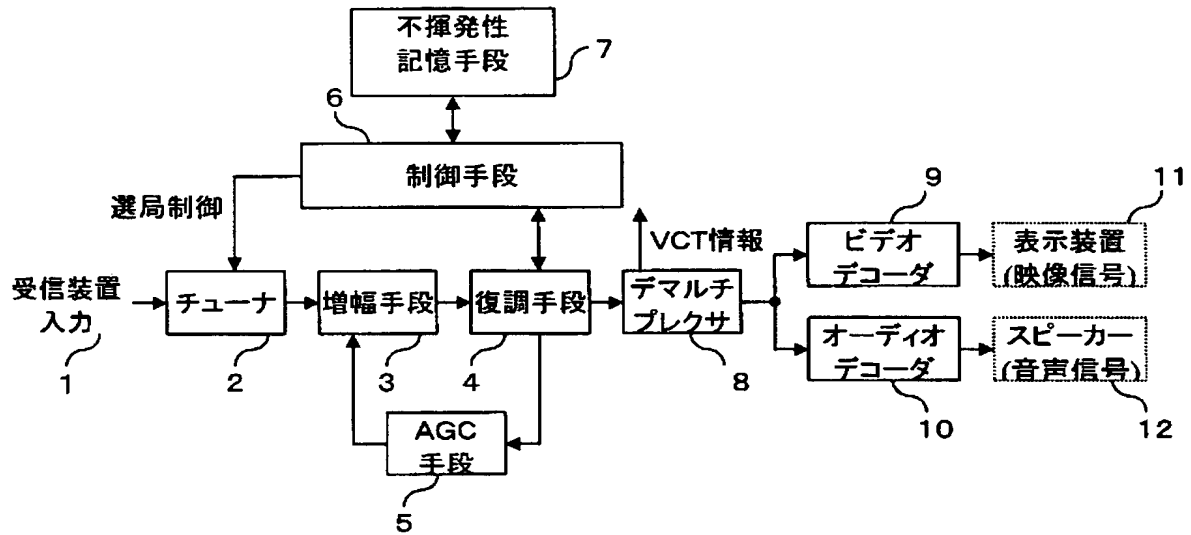 不揮発性
記憶手段
7
6
制御手段
選局制御
VCT情報
9
11
ビデオ
デコーダ
表示装置
(映像信号)
受信装置
入力
チューナ
増幅手段
復調手段
デマルチ
プレクサ
オーディオ
デコーダ
スピーカー
(音声信号)
1
2
3
4
8
10
12
AGC
手段
5